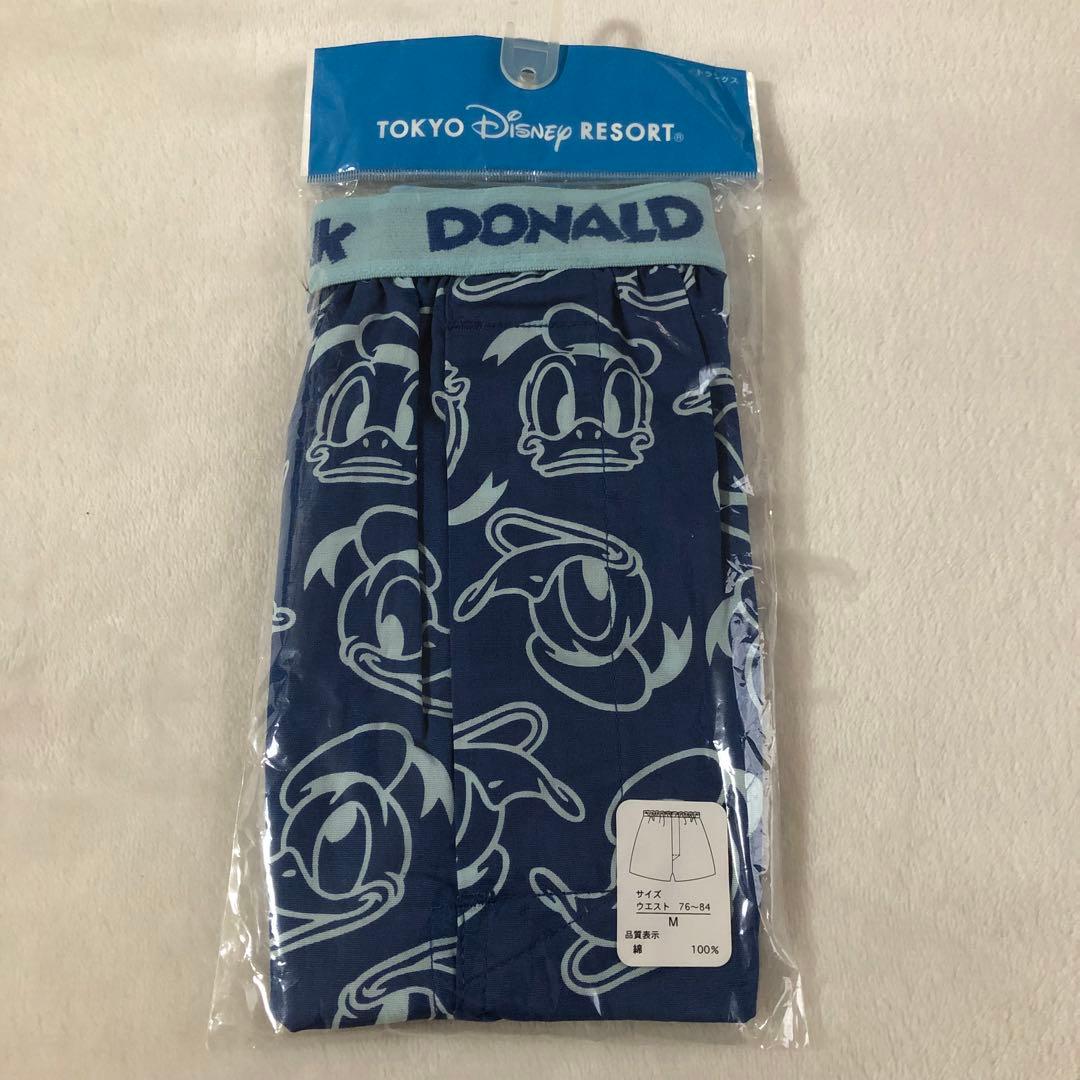 トランクス
TOKYO Disney RESORT®
k DONALD
サイズ
ウエスト 76～84
M
品質表示
綿 100%